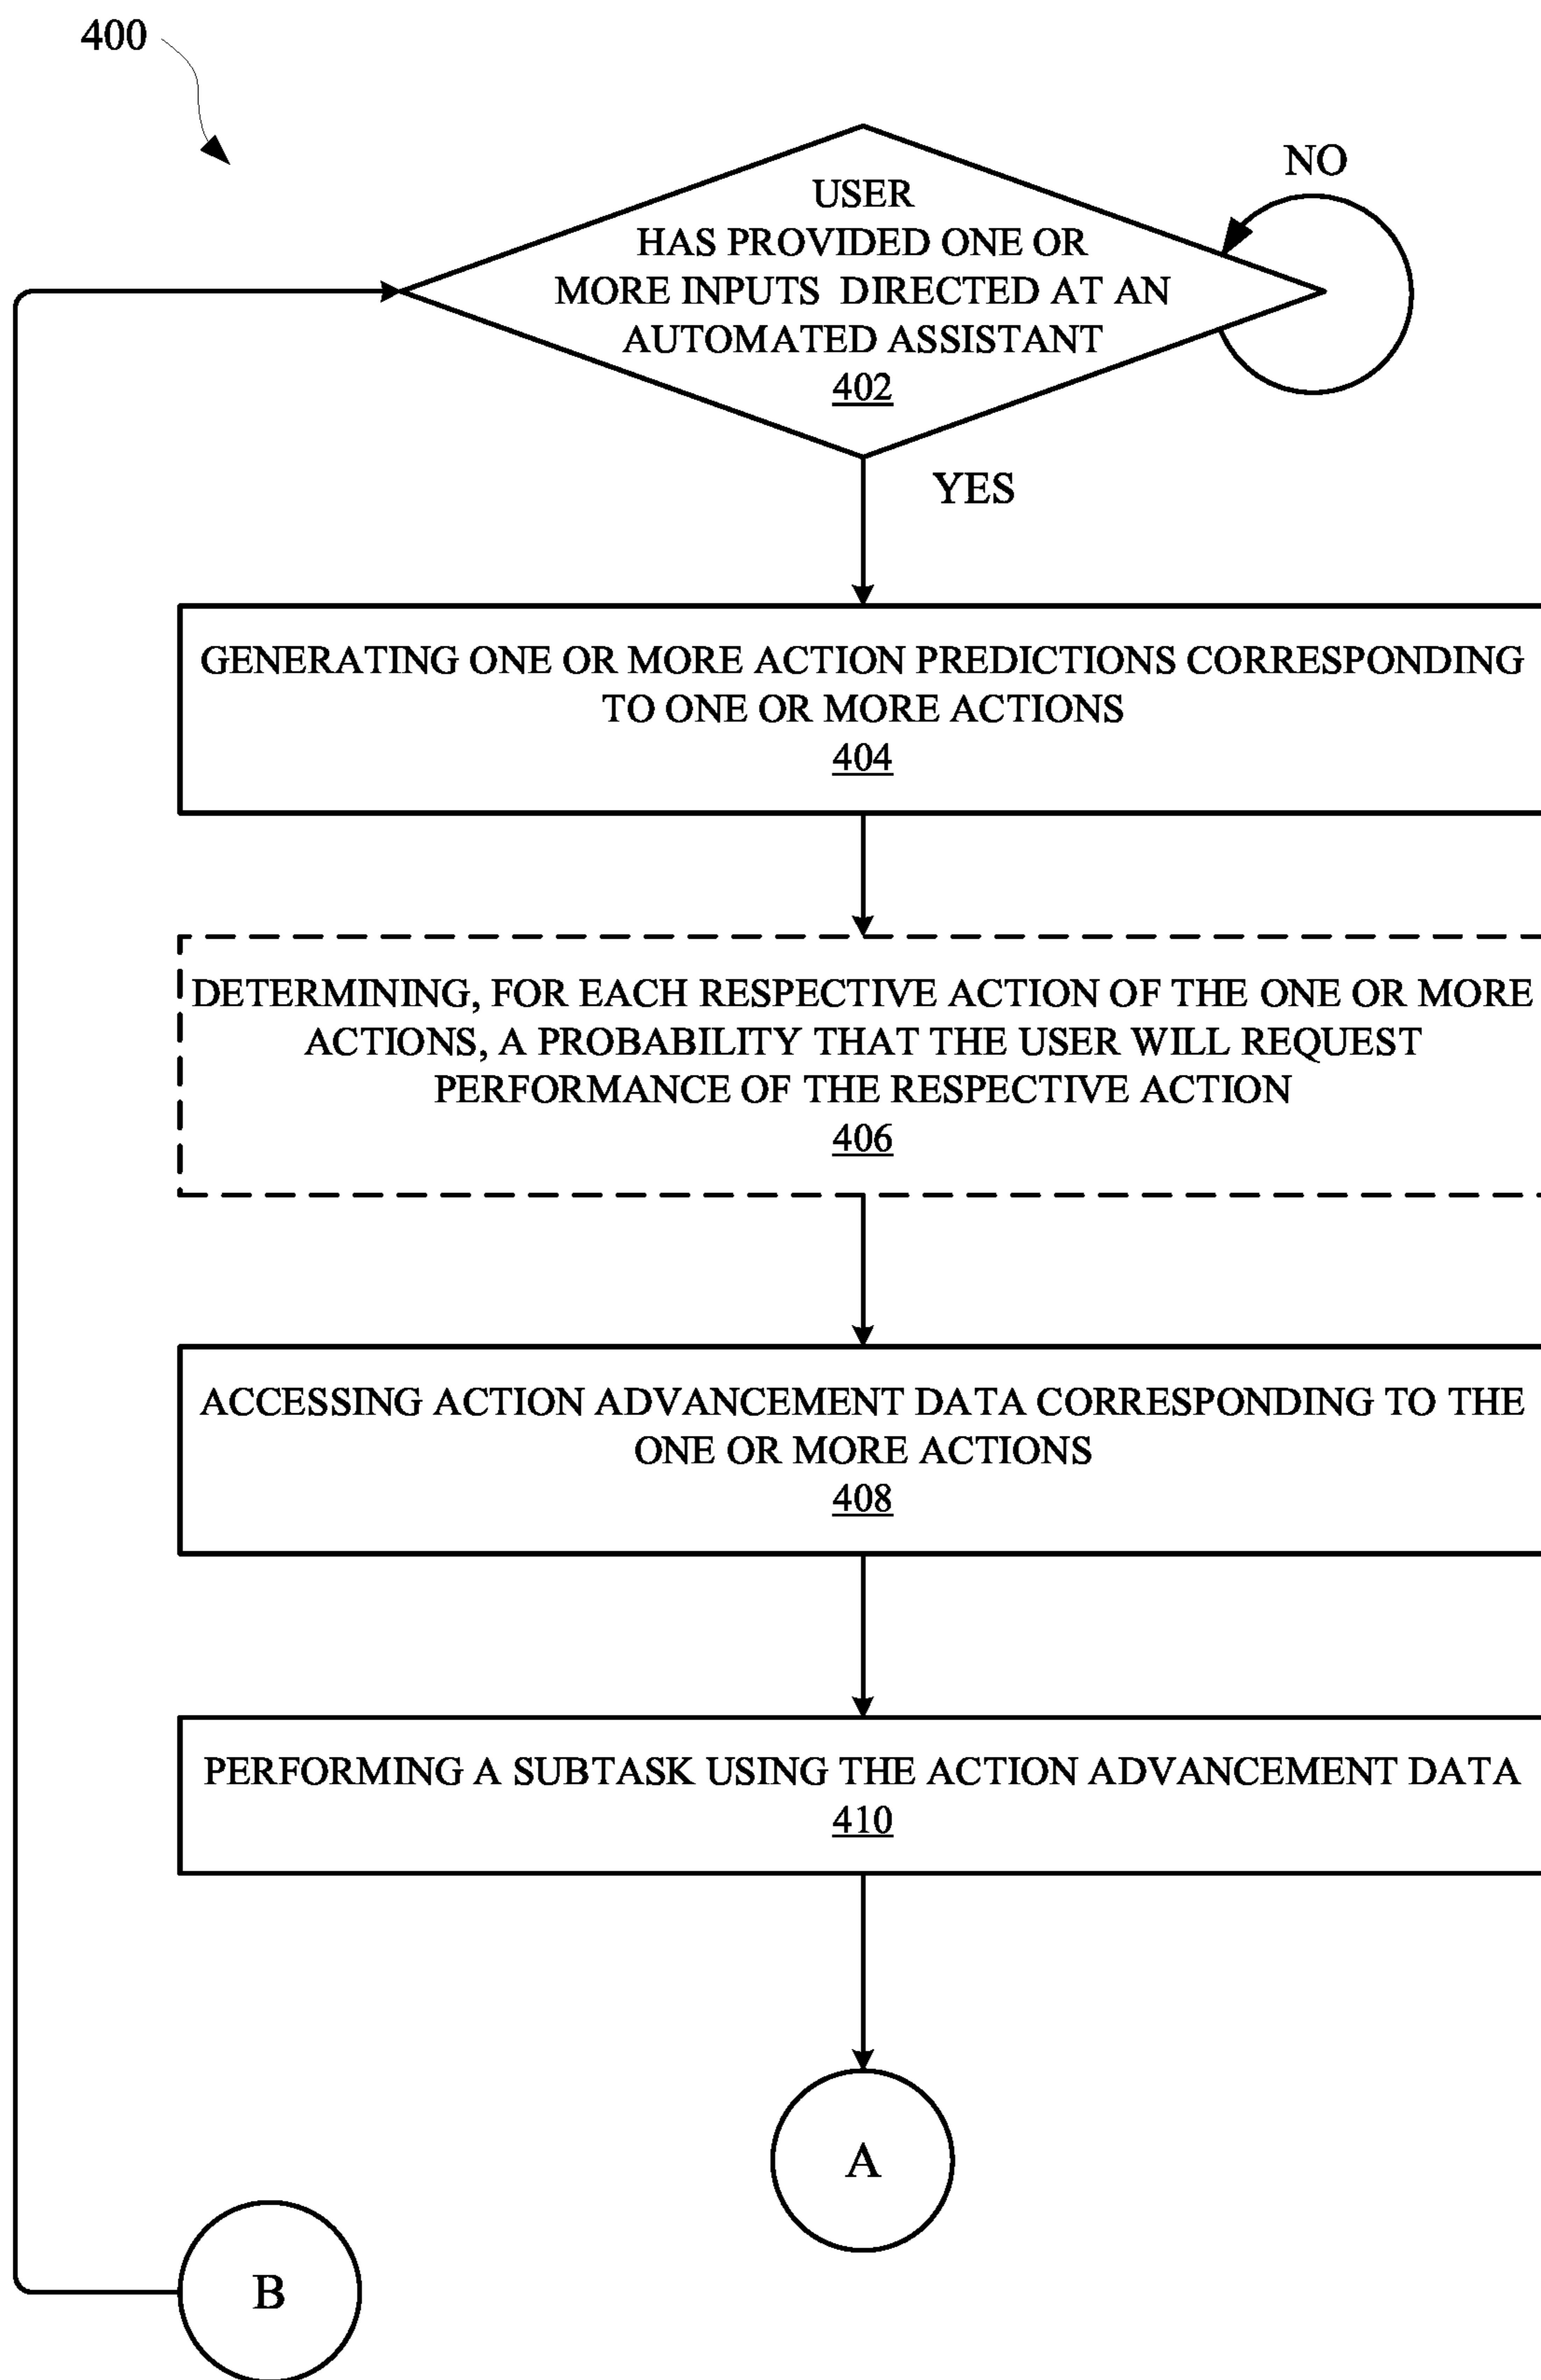 400
NO
USER
HAS PROVIDED ONE OR
MORE INPUTS DIRECTED AT AN
AUTOMATED ASSISTANT
402
YES
GENERATING ONE OR MORE ACTION PREDICTIONS CORRESPONDING
TO ONE OR MORE ACTIONS
404
DETERMINING, FOR EACH RESPECTIVE ACTION OF THE ONE OR MORE
ACTIONS, A PROBABILITY THAT THE USER WILL REQUEST
PERFORMANCE OF THE RESPECTIVE ACTION
406
ACCESSING ACTION ADVANCEMENT DATA CORRESPONDING TO THE
ONE OR MORE ACTIONS
408
PERFORMING A SUBTASK USING THE ACTION ADVANCEMENT DATA
410
A
B